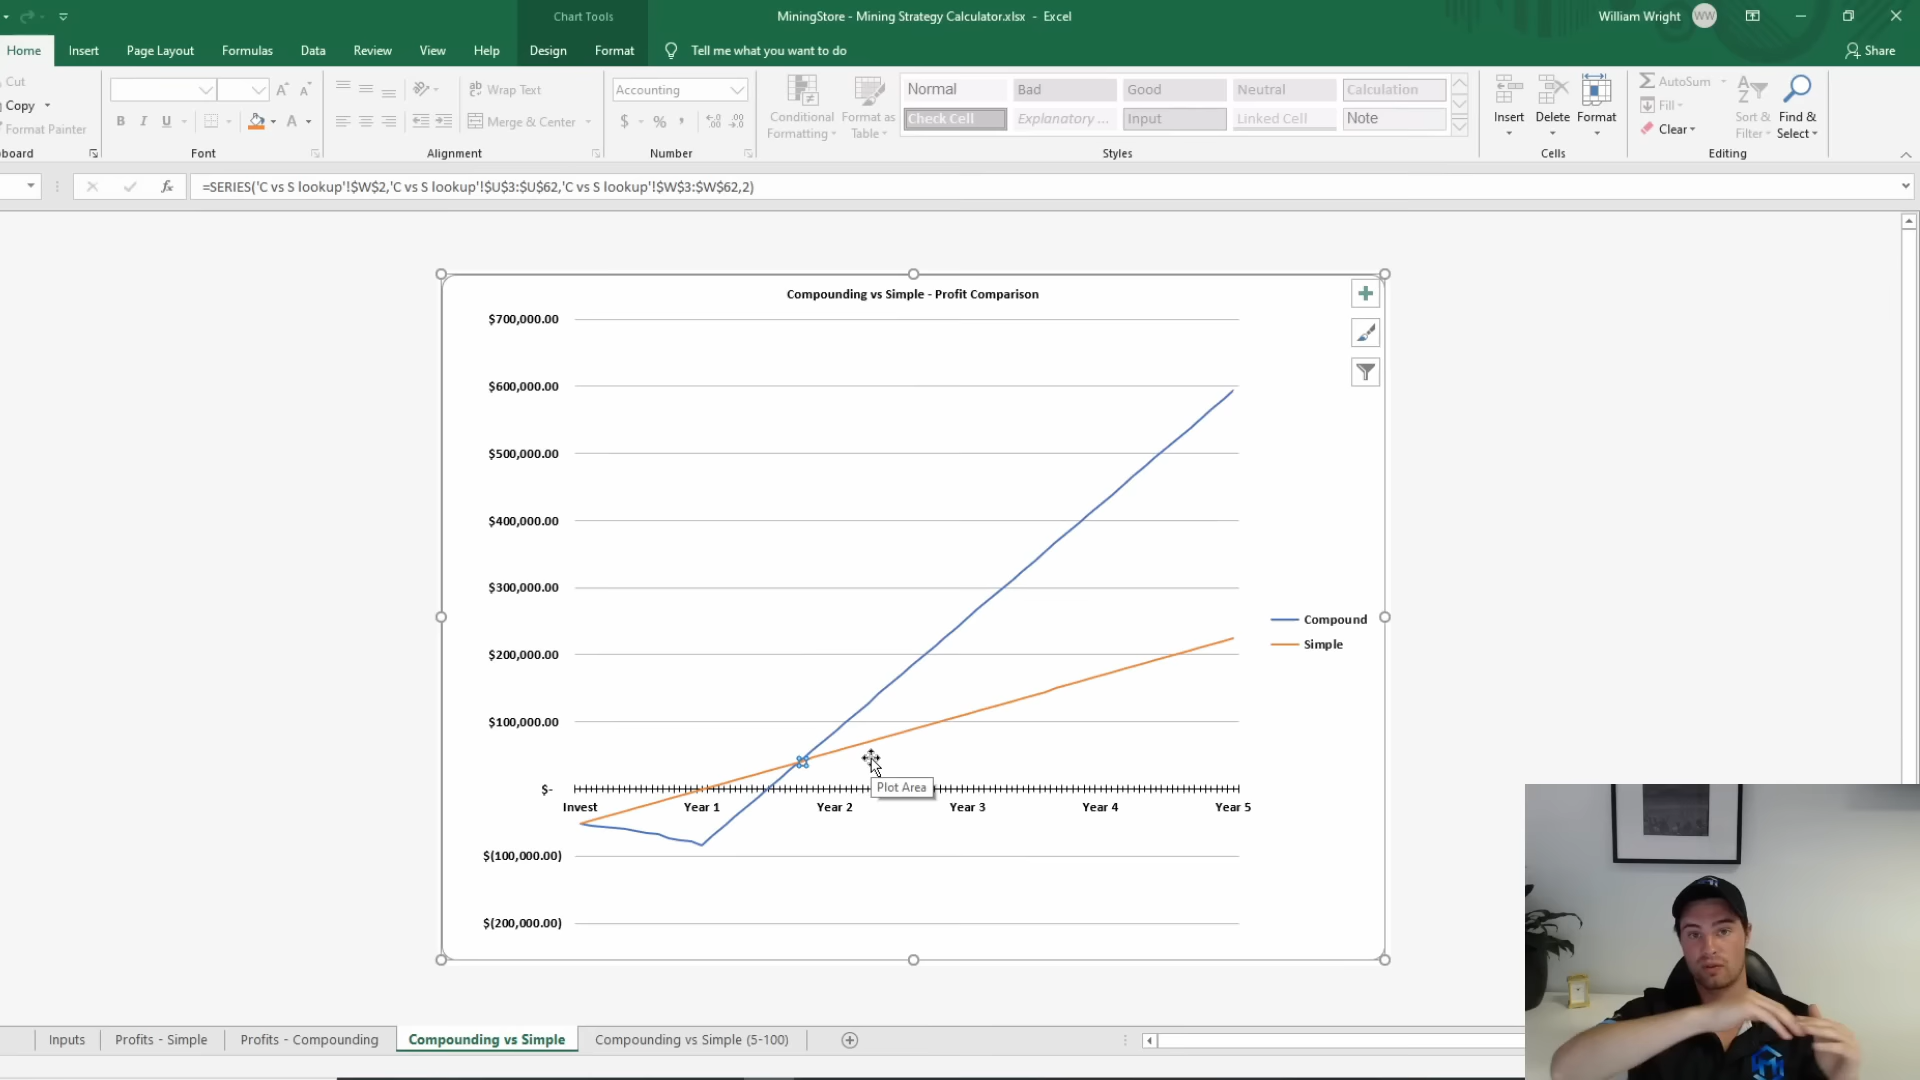 Chart Tools
MiningStore - Mining Strategy Calculator.xlsx - Excel
William Wright WW
Home Insert Page Layout Formulas Data Review View Help Design Format Tell me what you want to do Share
Cut
Copy
Format Painter
board
B I U A
Font
Wrap Text
Merge & Center
Alignment
Accounting
$ % ,
Number
Conditional Formatting
Format as Table
Normal Bad Good Neutral Calculation
Check Cell Explanatory ... Input Linked Cell Note
Styles
Insert Delete Format
Cells
AutoSum
Fill
Clear
Sort & Filter
Find & Select
Editing
fx =SERIES('C vs S lookup'!$W$2,'C vs S lookup'!$U$3:$U$62,'C vs S lookup'!$W$3:$W$62,2)
Compounding vs Simple - Profit Comparison
$700,000.00
$600,000.00
$500,000.00
$400,000.00
$300,000.00
$200,000.00
$100,000.00
$-
$(100,000.00)
$(200,000.00)
Invest Year 1 Year 2 Year 3 Year 4 Year 5
Compound
Simple
Plot Area
Inputs Profits - Simple Profits - Compounding Compounding vs Simple Compounding vs Simple (5-100)